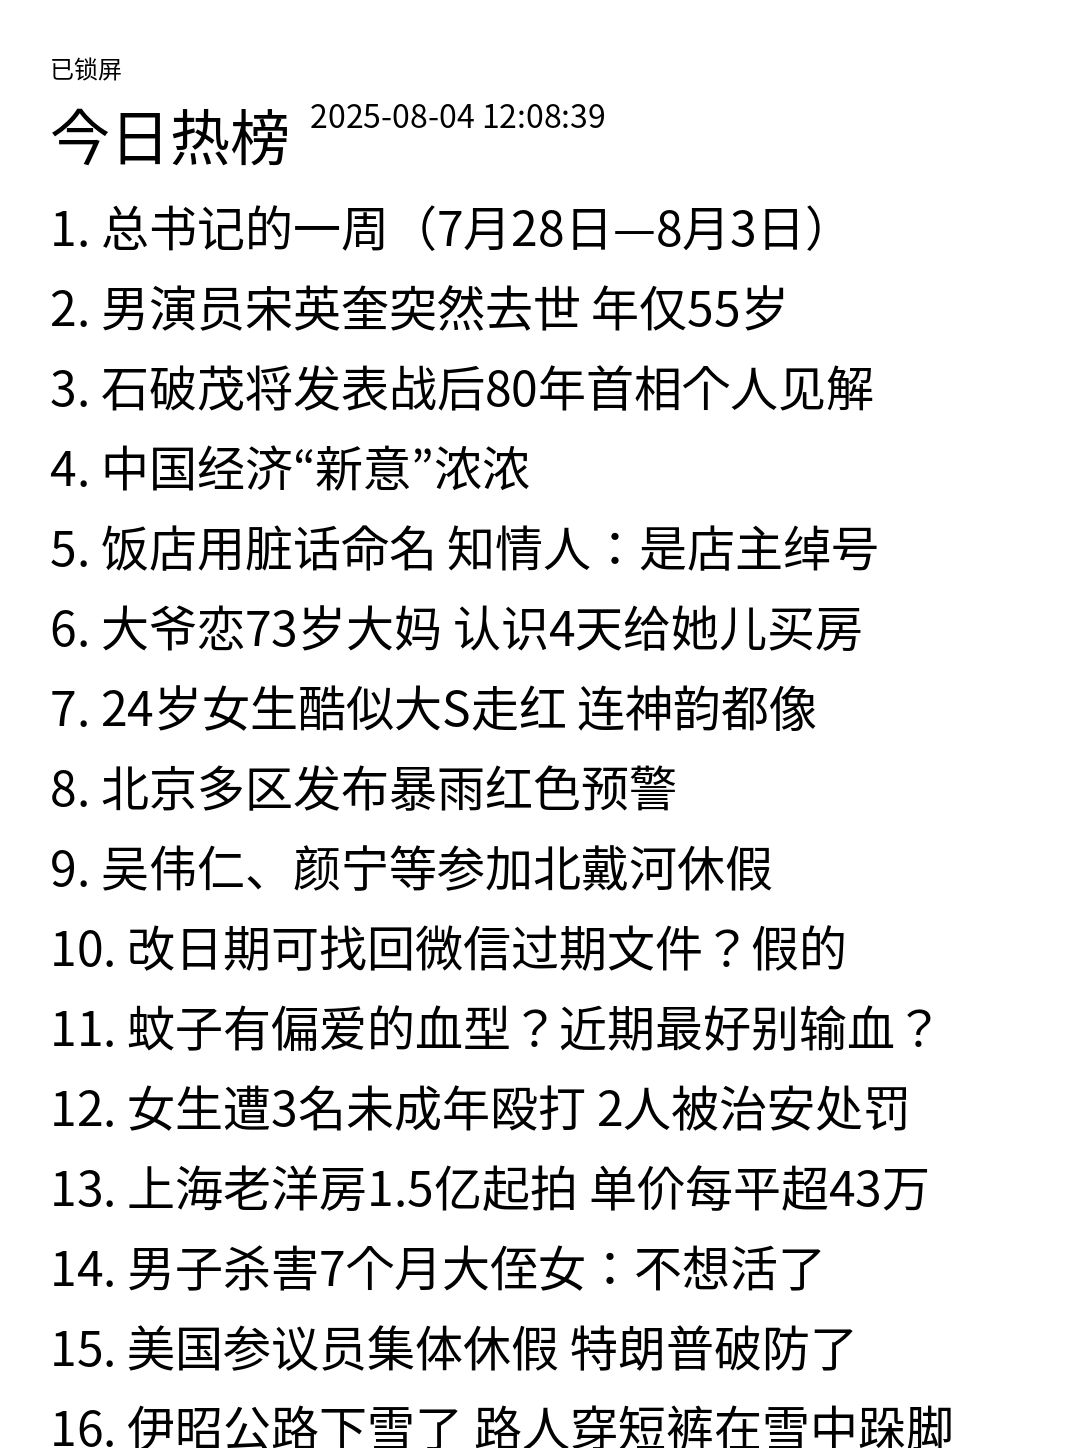 已锁屏
今日热榜 2025-08-04 12:08:39
1. 总书记的一周（7月28日—8月3日）
2. 男演员宋英奎突然去世 年仅55岁
3. 石破茂将发表战后80年首相个人见解
4. 中国经济“新意”浓浓
5. 饭店用脏话命名 知情人：是店主绰号
6. 大爷恋73岁大妈 认识4天给她儿买房
7. 24岁女生酷似大S走红 连神韵都像
8. 北京多区发布暴雨红色预警
9. 吴伟仁、颜宁等参加北戴河休假
10. 改日期可找回微信过期文件？假的
11. 蚊子有偏爱的血型？近期最好别输血？
12. 女生遭3名未成年殴打 2人被治安处罚
13. 上海老洋房1.5亿起拍 单价每平超43万
14. 男子杀害7个月大侄女：不想活了
15. 美国参议员集体休假 特朗普破防了
16. 伊昭公路下雪了 路人穿短裤在雪中跺脚